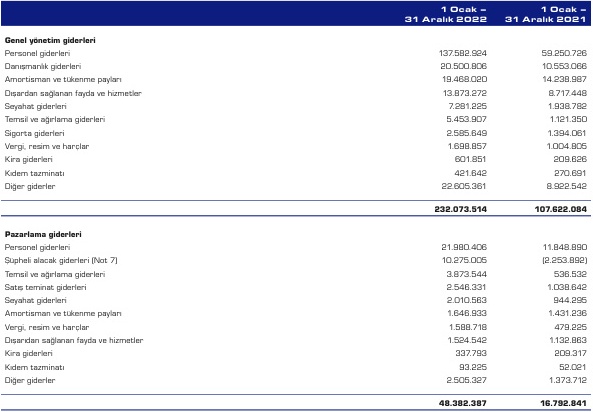 1 Ocak – 1 Ocak –
31 Aralık 2022 31 Aralık 2021
Genel yönetim giderleri
Personel giderleri 137.582.924 59.250.726
Danışmanlık giderleri 20.500.806 10.553.066
Amortisman ve tükenme payları 19.468.020 14.238.987
Dışardan sağlanan fayda ve hizmetler 13.873.272 8.717.448
Seyahat giderleri 7.281.225 1.938.782
Temsil ve ağırlama giderleri 5.453.907 1.121.350
Sigorta giderleri 2.585.649 1.394.061
Vergi, resim ve harçlar 1.698.857 1.004.805
Kira giderleri 601.851 209.626
Kıdem tazminatı 421.642 270.691
Diğer giderler 22.605.361 8.922.542
232.073.514 107.622.084
Pazarlama giderleri
Personel giderleri 21.980.406 11.848.890
Şüpheli alacak giderleri (Not 7) 10.275.005 (2.253.892)
Temsil ve ağırlama giderleri 3.873.544 536.532
Satış teminat giderleri 2.546.331 1.038.642
Seyahat giderleri 2.010.563 944.295
Amortisman ve tükenme payları 1.646.933 1.431.236
Vergi, resim ve harçlar 1.588.718 479.225
Dışarıdan sağlanan fayda ve hizmetler 1.524.542 1.132.863
Kira giderleri 337.793 209.317
Kıdem tazminatı 93.225 52.021
Diğer giderler 2.505.327 1.373.712
48.382.387 16.792.841